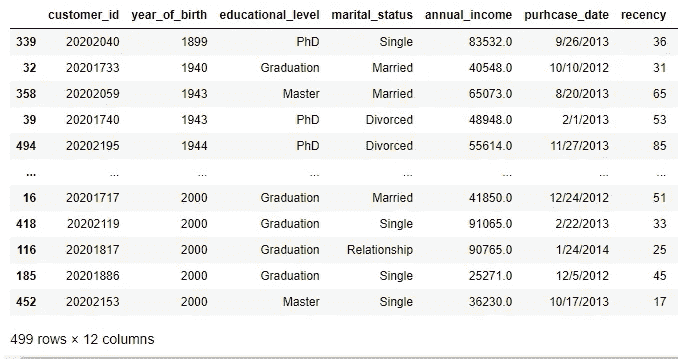 customer_id year_of_birth educational_level marital_status annual_income purhcase_date recency
339 20202040 1899 PhD Single 83532.0 9/26/2013 36
32 20201733 1940 Graduation Married 40548.0 10/10/2012 31
358 20202059 1943 Master Married 65073.0 8/20/2013 65
39 20201740 1943 PhD Divorced 48948.0 2/1/2013 53
494 20202195 1944 PhD Divorced 55614.0 11/27/2013 85
... ... ... ... ... ... ... ...
16 20201717 2000 Graduation Married 41850.0 12/24/2012 51
418 20202119 2000 Graduation Single 91065.0 2/22/2013 33
116 20201817 2000 Graduation Relationship 90765.0 1/24/2014 25
185 20201886 2000 Graduation Single 25271.0 12/5/2012 45
452 20202153 2000 Master Single 36230.0 10/17/2013 17
499 rows × 12 columns